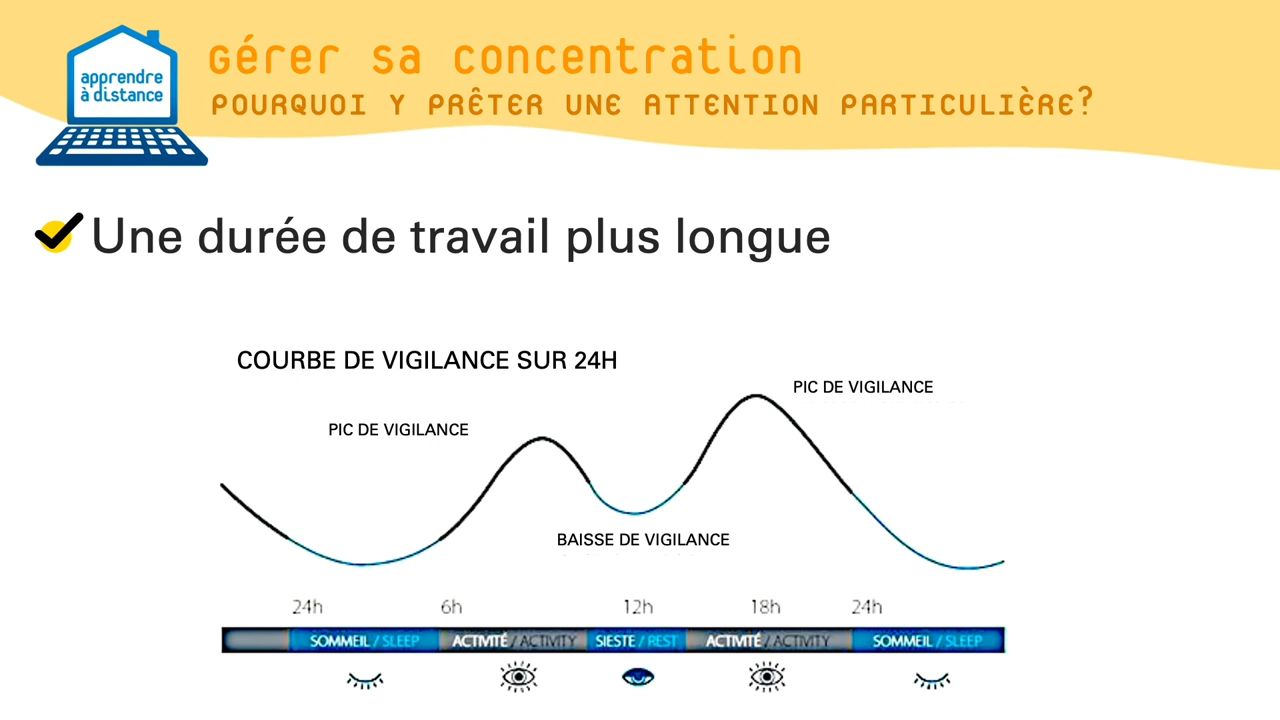 apprendre
à distance
Gérer sa concentration
POURQUOI Y PRÊTER UNE ATTENTION PARTICULIÈRE?
Une durée de travail plus longue
COURBE DE VIGILANCE SUR 24H
PIC DE VIGILANCE
PIC DE VIGILANCE
BAISSE DE VIGILANCE
24h 6h 12h 18h 24h
SOMMEIL / SLEEP ACTIVITÉ / ACTIVITY SIESTE / REST ACTIVITÉ / ACTIVITY SOMMEIL / SLEEP